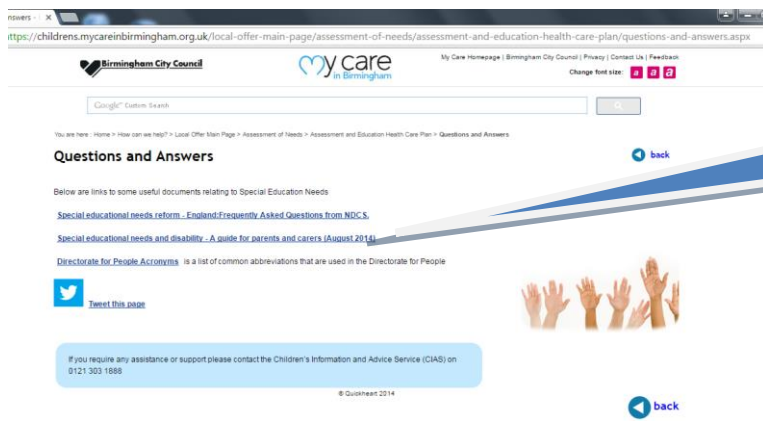 nswers -
ttps://childrens.mycareinbirmingham.org.uk/local-offer-main-page/assessment-of-needs/assessment-and-education-health-care-plan/questions-and-answers.aspx
Birmingham City Council
my care
in Birmingham
My Care Homepage | Birmingham City Council | Privacy | Contact Us | Feedback
Change font size: a a a
Google™ Custom Search
You are here : Home > How can we help? > Local Offer Main Page > Assessment of Needs > Assessment and Education Health Care Plan > Questions and Answers
Questions and Answers
back
Below are links to some useful documents relating to Special Education Needs
Special educational needs reform - England:Frequently Asked Questions from NDCS.
Special educational needs and disability - A guide for parents and carers (August 2014)
Directorate for People Acronyms is a list of common abbreviations that are used in the Directorate for People
Tweet this page
If you require any assistance or support please contact the Children's Information and Advice Service (CIAS) on
0121 303 1888
© Quickheart 2014
back